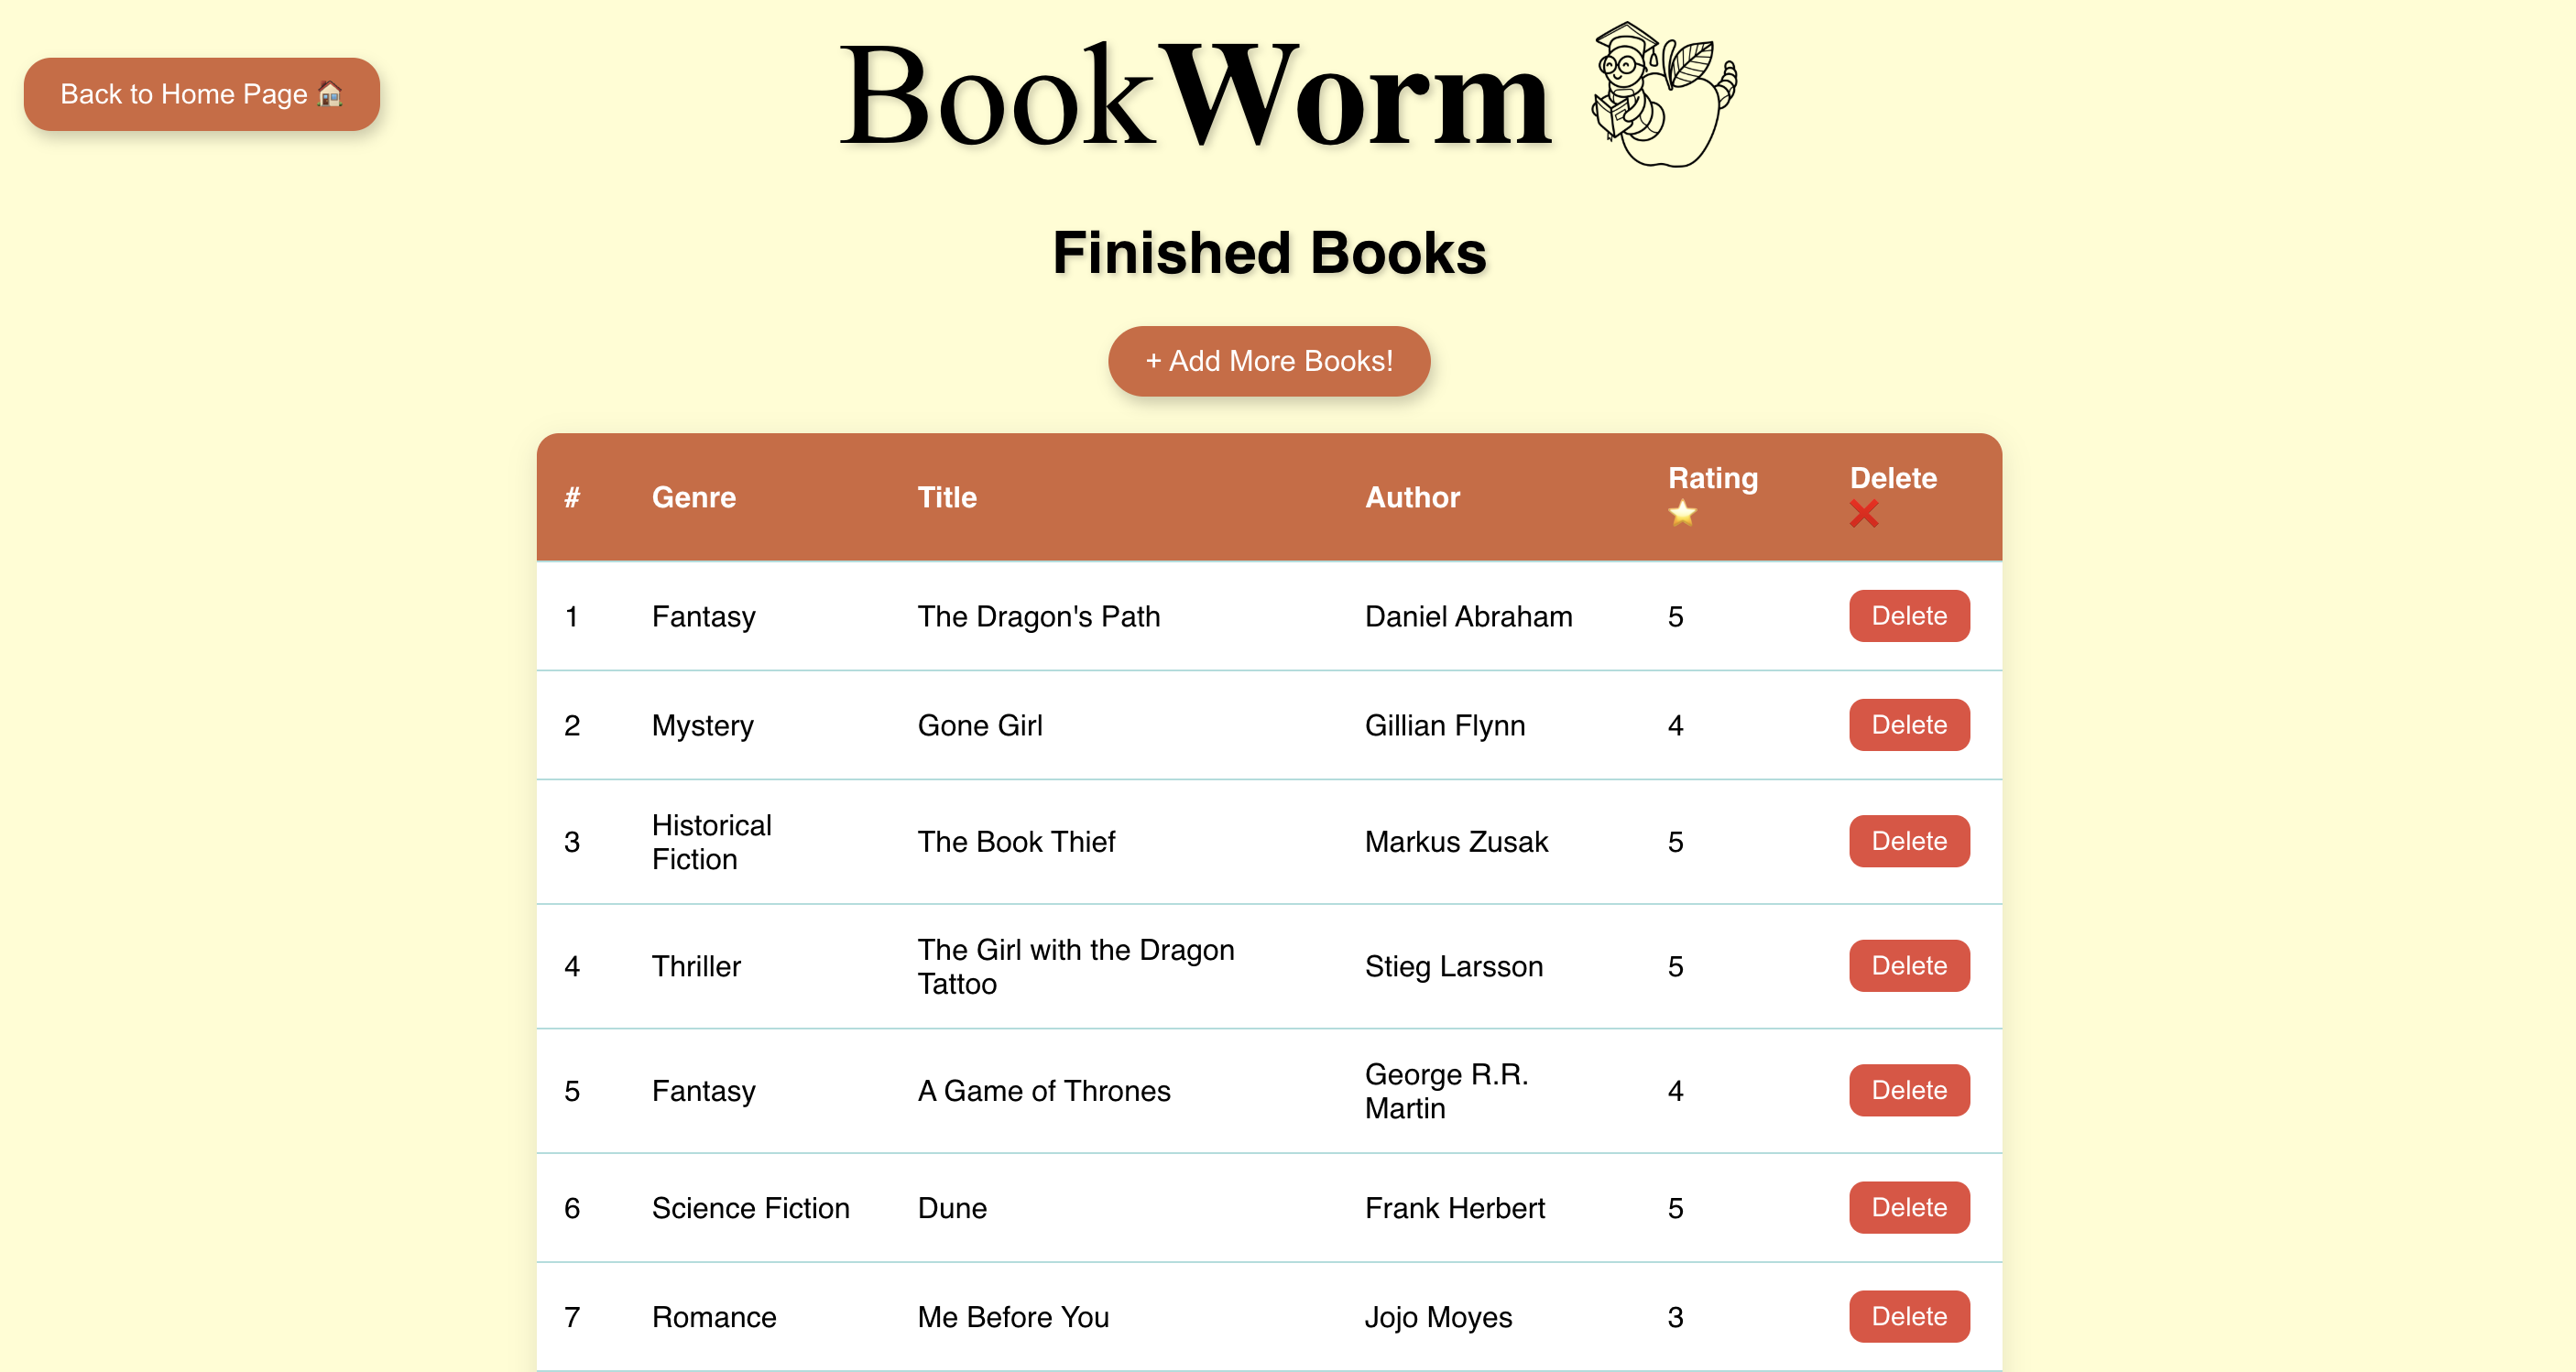 Back to Home Page 🏠
BookWorm
Finished Books
+ Add More Books!
# Genre Title Author Rating ⭐ Delete ❌
1 Fantasy The Dragon's Path Daniel Abraham 5 Delete
2 Mystery Gone Girl Gillian Flynn 4 Delete
3 Historical Fiction The Book Thief Markus Zusak 5 Delete
4 Thriller The Girl with the Dragon Tattoo Stieg Larsson 5 Delete
5 Fantasy A Game of Thrones George R.R. Martin 4 Delete
6 Science Fiction Dune Frank Herbert 5 Delete
7 Romance Me Before You Jojo Moyes 3 Delete